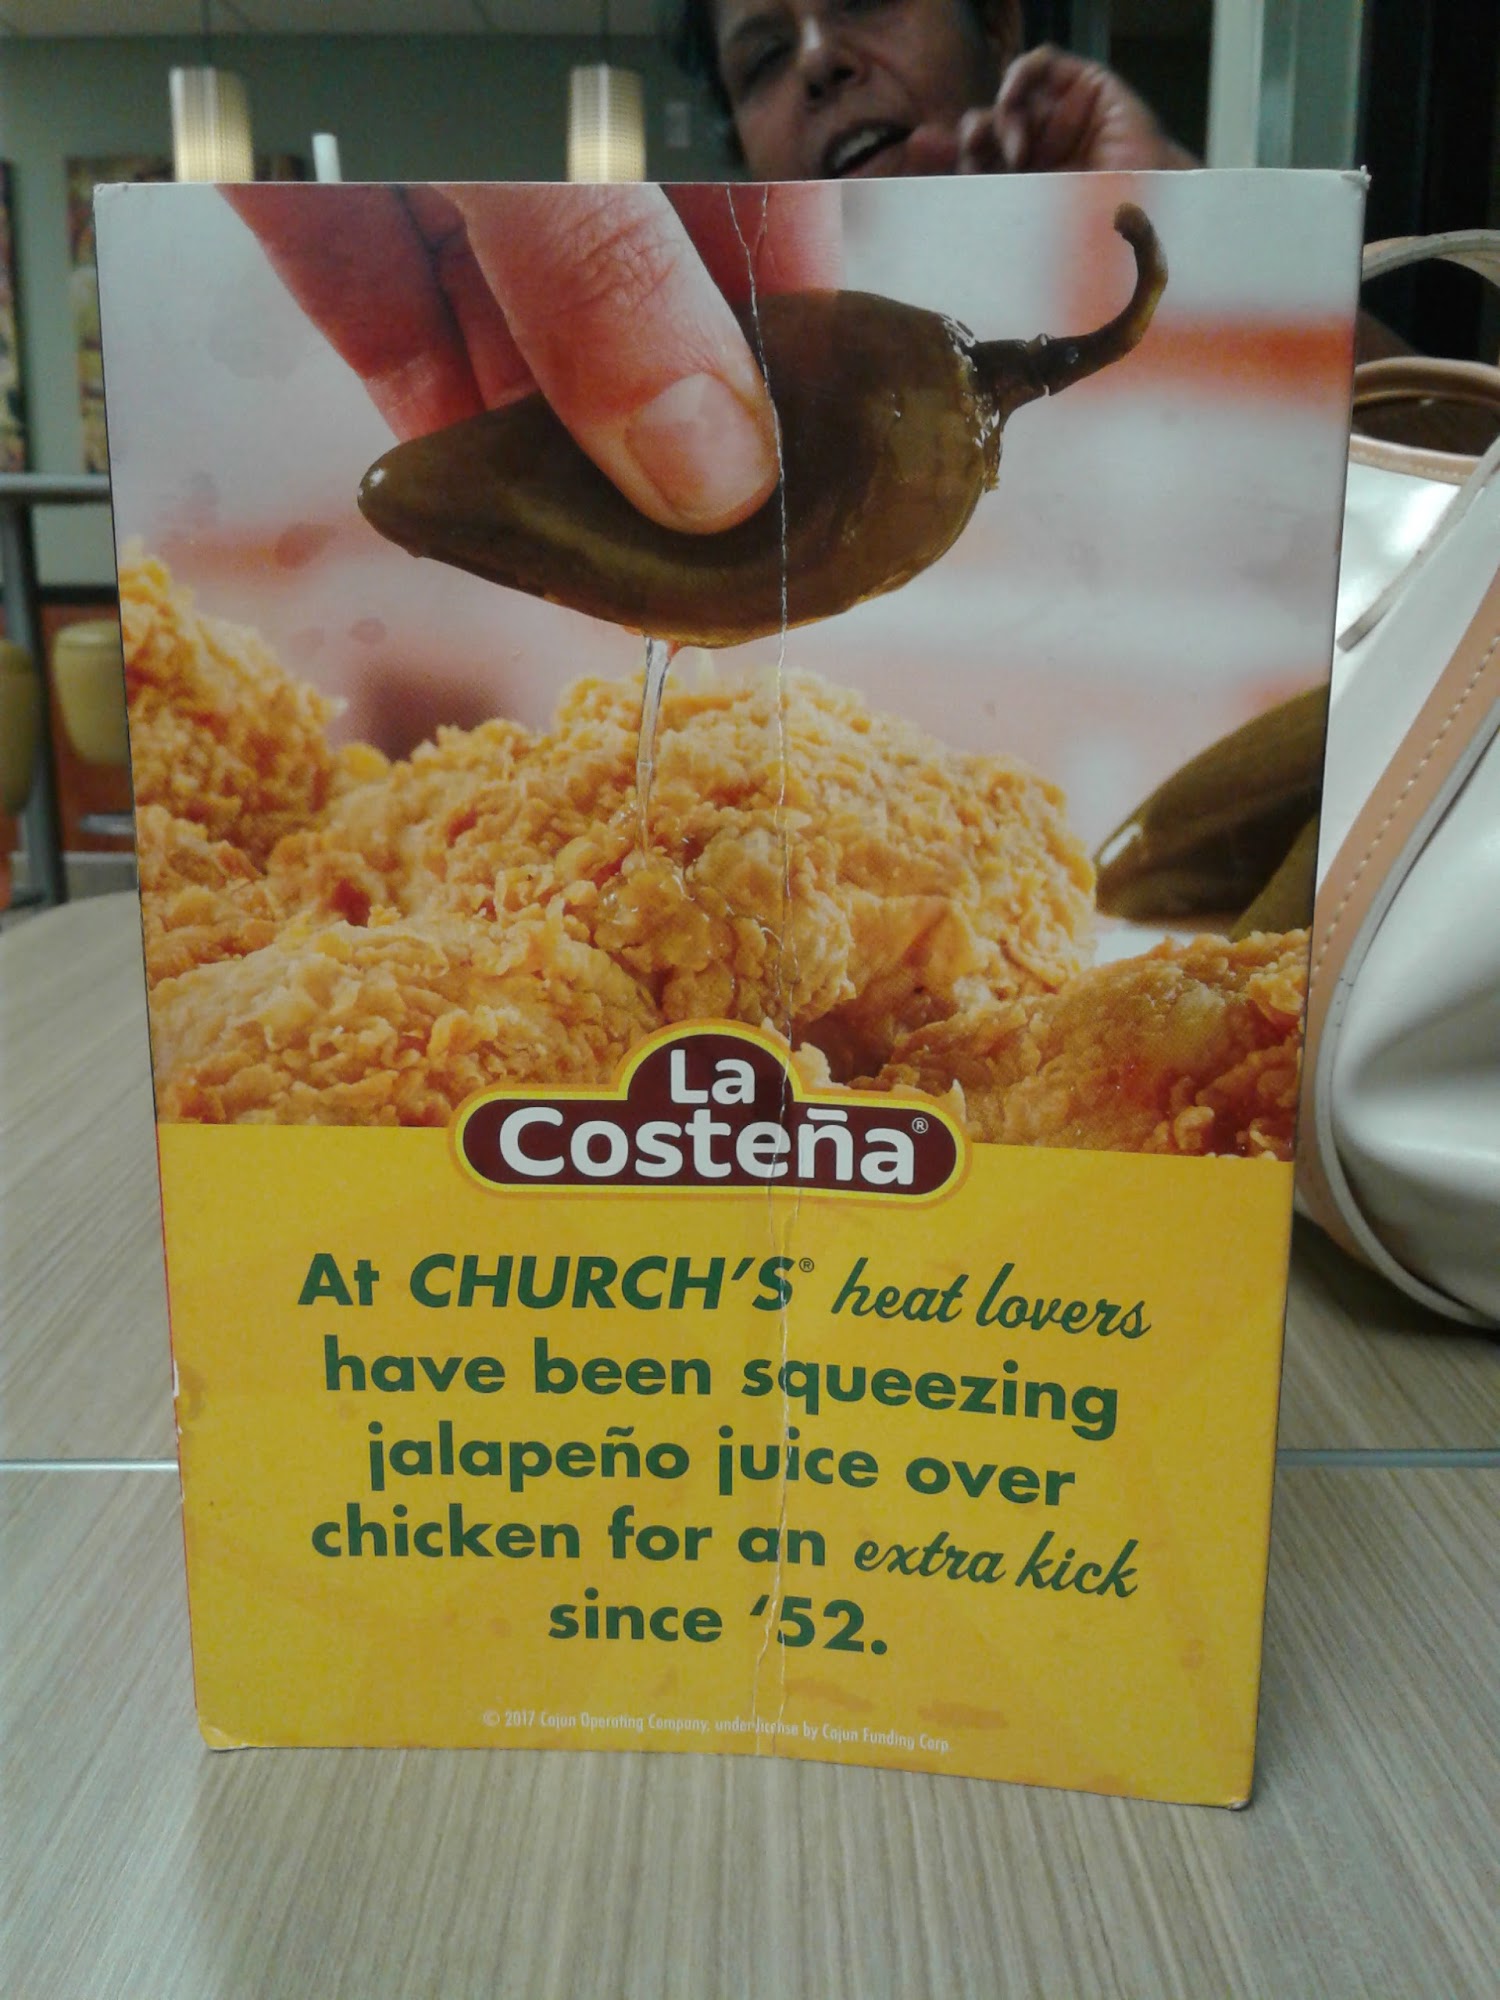 La
Costeña®
At CHURCH'S® heat lovers
have been squeezing
jalapeño juice over
chicken for an extra kick
since '52.
© 2017 Cajun Operating Company, under license by Cajun Funding Corp.